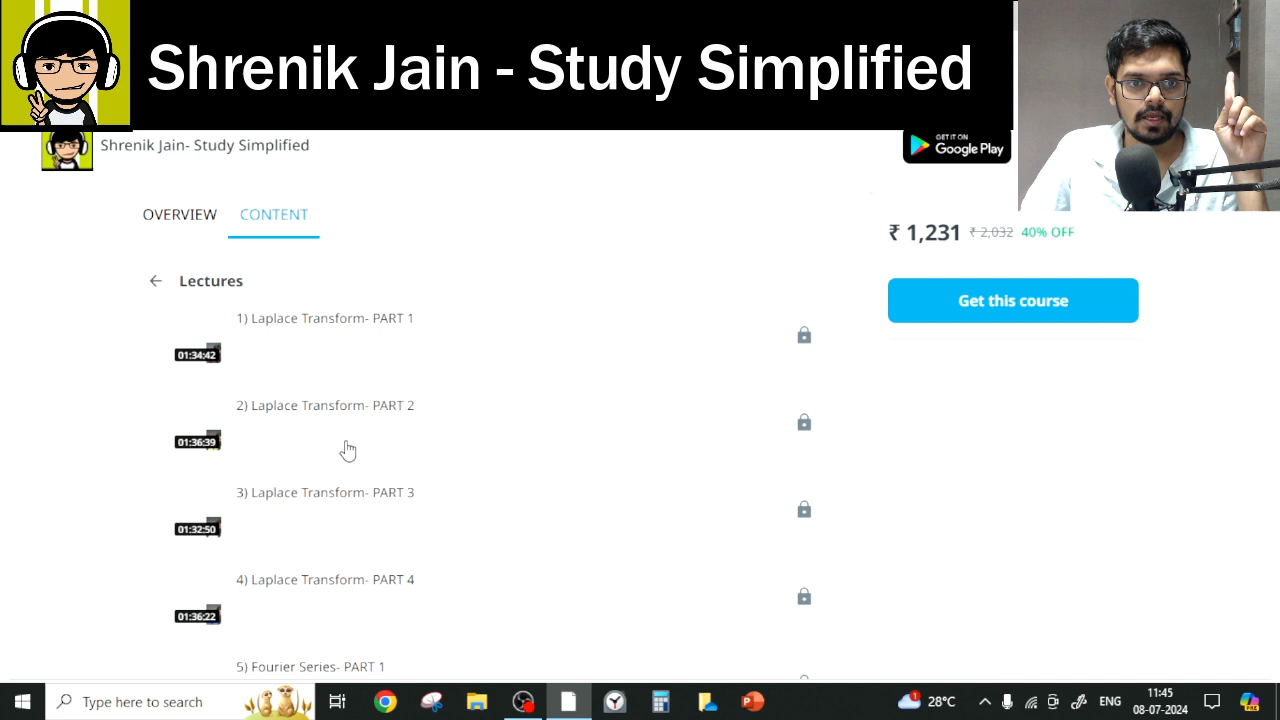 Shrenik Jain - Study Simplified
Shrenik Jain- Study Simplified
GET IT ON
Google Play
OVERVIEW
CONTENT
₹ 1,231 ₹ 2,032 40% OFF
Lectures
Get this course
1) Laplace Transform- PART 1
01:34:42
2) Laplace Transform- PART 2
01:36:39
3) Laplace Transform- PART 3
01:32:50
4) Laplace Transform- PART 4
01:36:22
5) Fourier Series- PART 1
Type here to search
1
28°C
ENG
11:45
08-07-2024
PRE